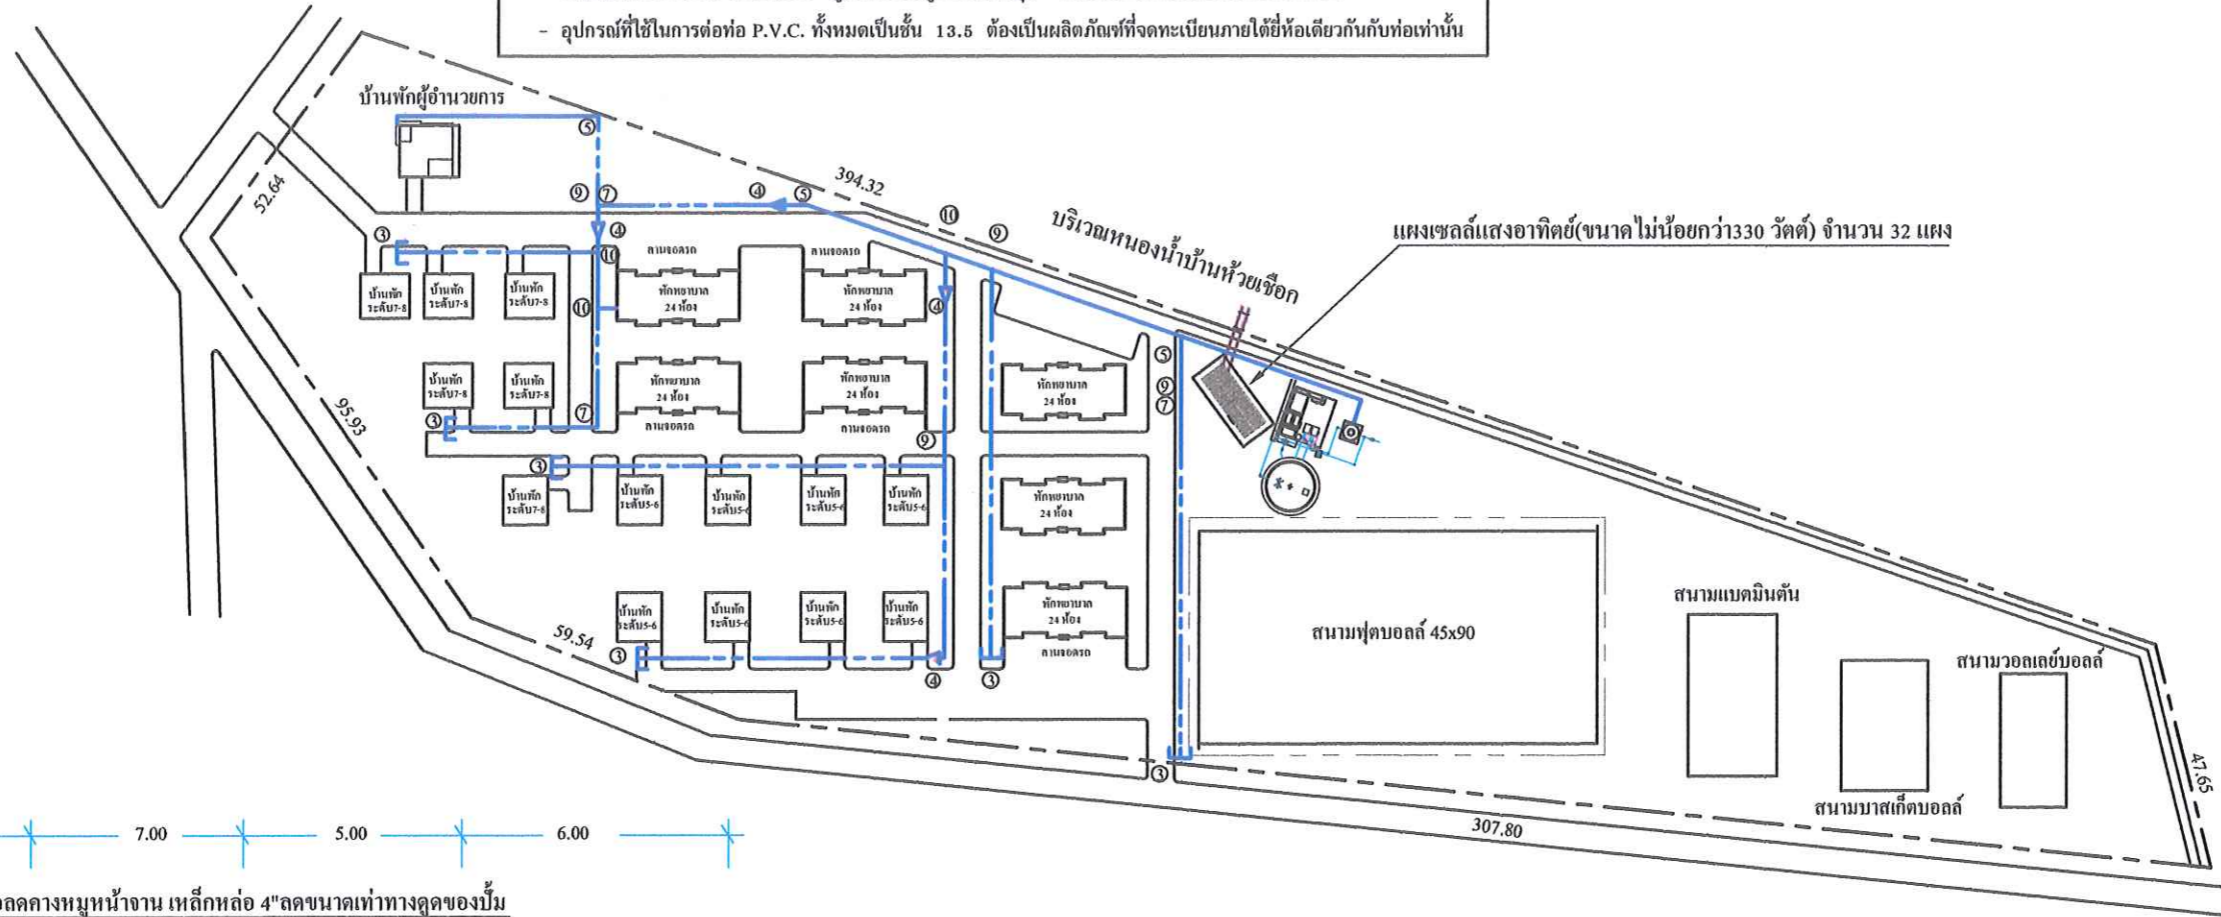 - อุปกรณ์ที่ใช้ในการต่อท่อ P.V.C. ทั้งหมดเป็นชั้น 13.5 ต้องเป็นผลิตภัณฑ์ที่จดทะเบียนภายใต้ยี่ห้อเดียวกันกับท่อเท่านั้น
บ้านพักผู้อำนวยการ
⑤
52.64
⑨ ⑦
④ ⑤
394.32
⑩
⑨
บริเวณหนองน้ำบ้านห้วยเชือก
แผงเซลล์แสงอาทิตย์(ขนาดไม่น้อยกว่า330 วัตต์) จำนวน 32 แผง
③
④
⑩
ลานจอดรถ
ลานจอดรถ
บ้านพัก
ระดับ7-8
บ้านพัก
ระดับ7-8
บ้านพัก
ระดับ7-8
⑩
พักพยาบาล
24 ห้อง
พักพยาบาล
24 ห้อง
④
⑤
⑨
⑦
บ้านพัก
ระดับ7-8
บ้านพัก
ระดับ7-8
พักพยาบาล
24 ห้อง
พักพยาบาล
24 ห้อง
พักพยาบาล
24 ห้อง
95.93
③
⑦
ลานจอดรถ
ลานจอดรถ
⑨
③
บ้านพัก
ระดับ7-8
บ้านพัก
ระดับ5-6
บ้านพัก
ระดับ5-6
บ้านพัก
ระดับ5-6
บ้านพัก
ระดับ5-6
พักพยาบาล
24 ห้อง
บ้านพัก
ระดับ5-6
บ้านพัก
ระดับ5-6
บ้านพัก
ระดับ5-6
บ้านพัก
ระดับ5-6
พักพยาบาล
24 ห้อง
ลานจอดรถ
59.54
③
④
③
③
สนามฟุตบอลล์ 45x90
สนามแบดมินตัน
สนามวอลเลย์บอลล์
สนามบาสเก็ตบอลล์
47.65
307.80
7.00
5.00
6.00
ลดคางหมูหน้าจาน เหล็กหล่อ 4"ลดขนาดเท่าทางดูดของปั๊ม